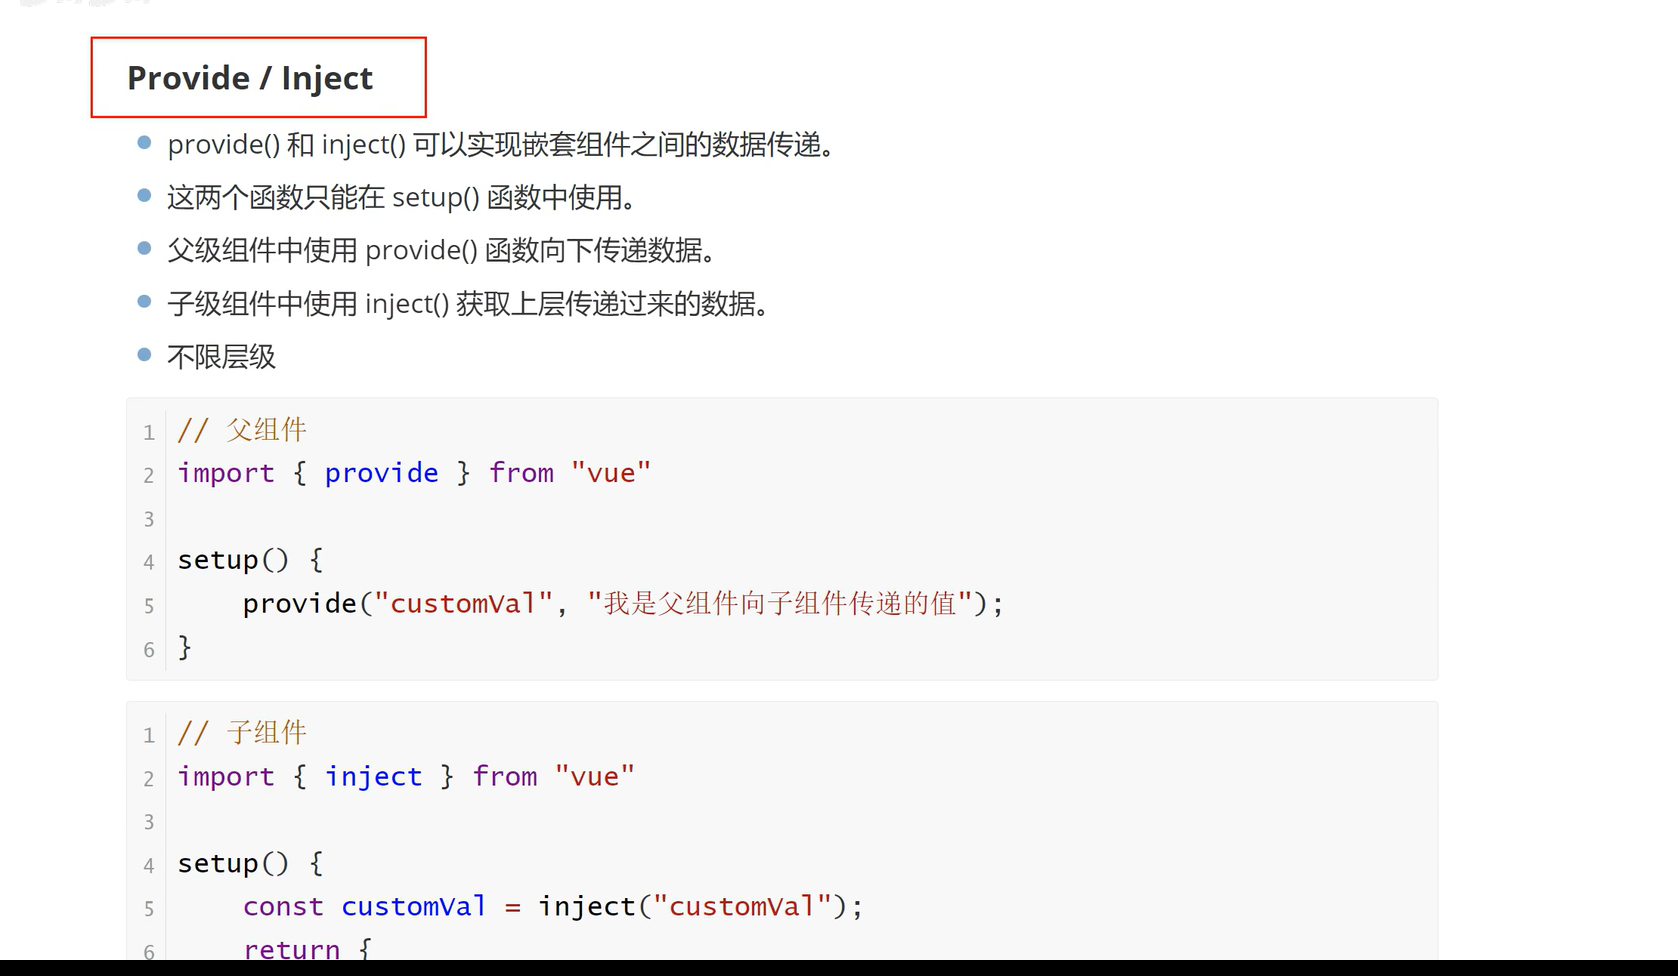 Provide / Inject
provide() 和 inject() 可以实现嵌套组件之间的数据传递。
这两个函数只能在 setup() 函数中使用。
父级组件中使用 provide() 函数向下传递数据。
子级组件中使用 inject() 获取上层传递过来的数据。
不限层级
1 // 父组件
2 import { provide } from "vue"
3
4 setup() {
5 provide("customVal", "我是父组件向子组件传递的值");
6 }
1 // 子组件
2 import { inject } from "vue"
3
4 setup() {
5 const customVal = inject("customVal");
6 return {